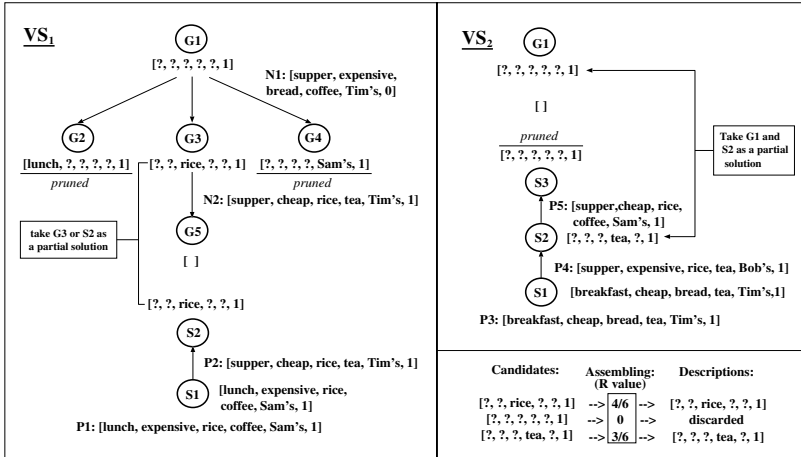 VS1
G1
[?, ?, ?, ?, ?, 1]
N1: [supper, expensive,
bread, coffee, Tim's, 0]
G2
G3
G4
[lunch, ?, ?, ?, ?, 1]
[?, ?, rice, ?, ?, 1]
[?, ?, ?, ?, Sam's, 1]
pruned
pruned
N2: [supper, cheap, rice, tea, Tim's, 1]
take G3 or S2 as
a partial solution
G5
[ ]
[?, ?, rice, ?, ?, 1]
S2
P2: [supper, cheap, rice, tea, Tim's, 1]
S1
[lunch, expensive, rice,
coffee, Sam's, 1]
P1: [lunch, expensive, rice, coffee, Sam's, 1]
VS2
G1
[?, ?, ?, ?, ?, 1]
[ ]
pruned
[?, ?, ?, ?, ?, 1]
Take G1 and
S2 as a partial
solution
S3
P5: [supper,cheap, rice,
coffee, Sam's, 1]
S2
[?, ?, ?, tea, ?, 1]
P4: [supper, expensive, rice, tea, Bob's, 1]
S1
[breakfast, cheap, bread, tea, Tim's,1]
P3: [breakfast, cheap, bread, tea, Tim's, 1]
Candidates: Assembling: Descriptions:
(R value)
[?, ?, rice, ?, ?, 1] --> 4/6 --> [?, ?, rice, ?, ?, 1]
[?, ?, ?, ?, ?, 1] --> 0 --> discarded
[?, ?, ?, tea, ?, 1] --> 3/6 --> [?, ?, ?, tea, ?, 1]